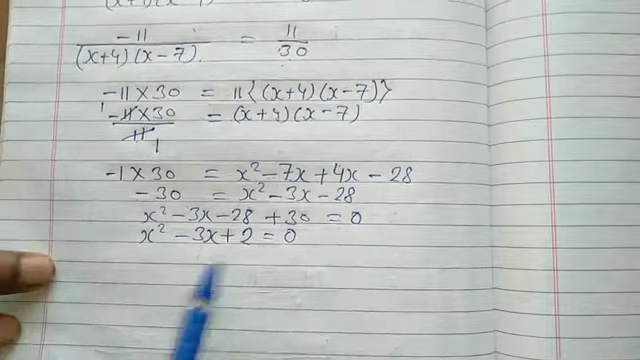 -11 / (x+4)(x-7) = 11 / 30
-11 × 30 = 11{(x+4)(x-7)}
-11 × 30 / 11 = (x+4)(x-7)
-1 × 30 = x² - 7x + 4x - 28
-30 = x² - 3x - 28
x² - 3x - 28 + 30 = 0
x² - 3x + 2 = 0